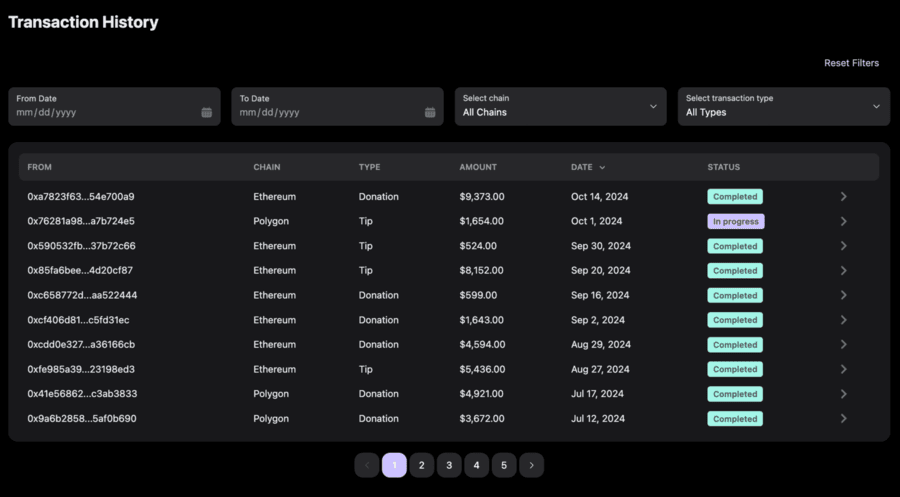 Transaction History
Reset Filters
From Date To Date Select chain Select transaction type
mm/dd/yyyy mm/dd/yyyy All Chains All Types
FROM CHAIN TYPE AMOUNT DATE STATUS
0xa7823f63...54e700a9 Ethereum Donation $9,373.00 Oct 14, 2024 Completed
0x76281a98...a7b724e5 Polygon Tip $1,654.00 Oct 1, 2024 In progress
0x590532fb...37b72c66 Ethereum Tip $524.00 Sep 30, 2024 Completed
0x85fa6bee...4d20cf87 Ethereum Tip $8,152.00 Sep 20, 2024 Completed
0xc658772d...aa522444 Ethereum Donation $599.00 Sep 16, 2024 Completed
0xcf406d81...c5fd31ec Ethereum Donation $1,643.00 Sep 2, 2024 Completed
0xcdd0e327...a36166cb Ethereum Donation $4,594.00 Aug 29, 2024 Completed
0xfe985a39...23198ed3 Ethereum Tip $5,436.00 Aug 27, 2024 Completed
0x41e56862...c3ab3833 Polygon Donation $4,921.00 Jul 17, 2024 Completed
0x9a6b2858...5af0b690 Polygon Donation $3,672.00 Jul 12, 2024 Completed
1 2 3 4 5